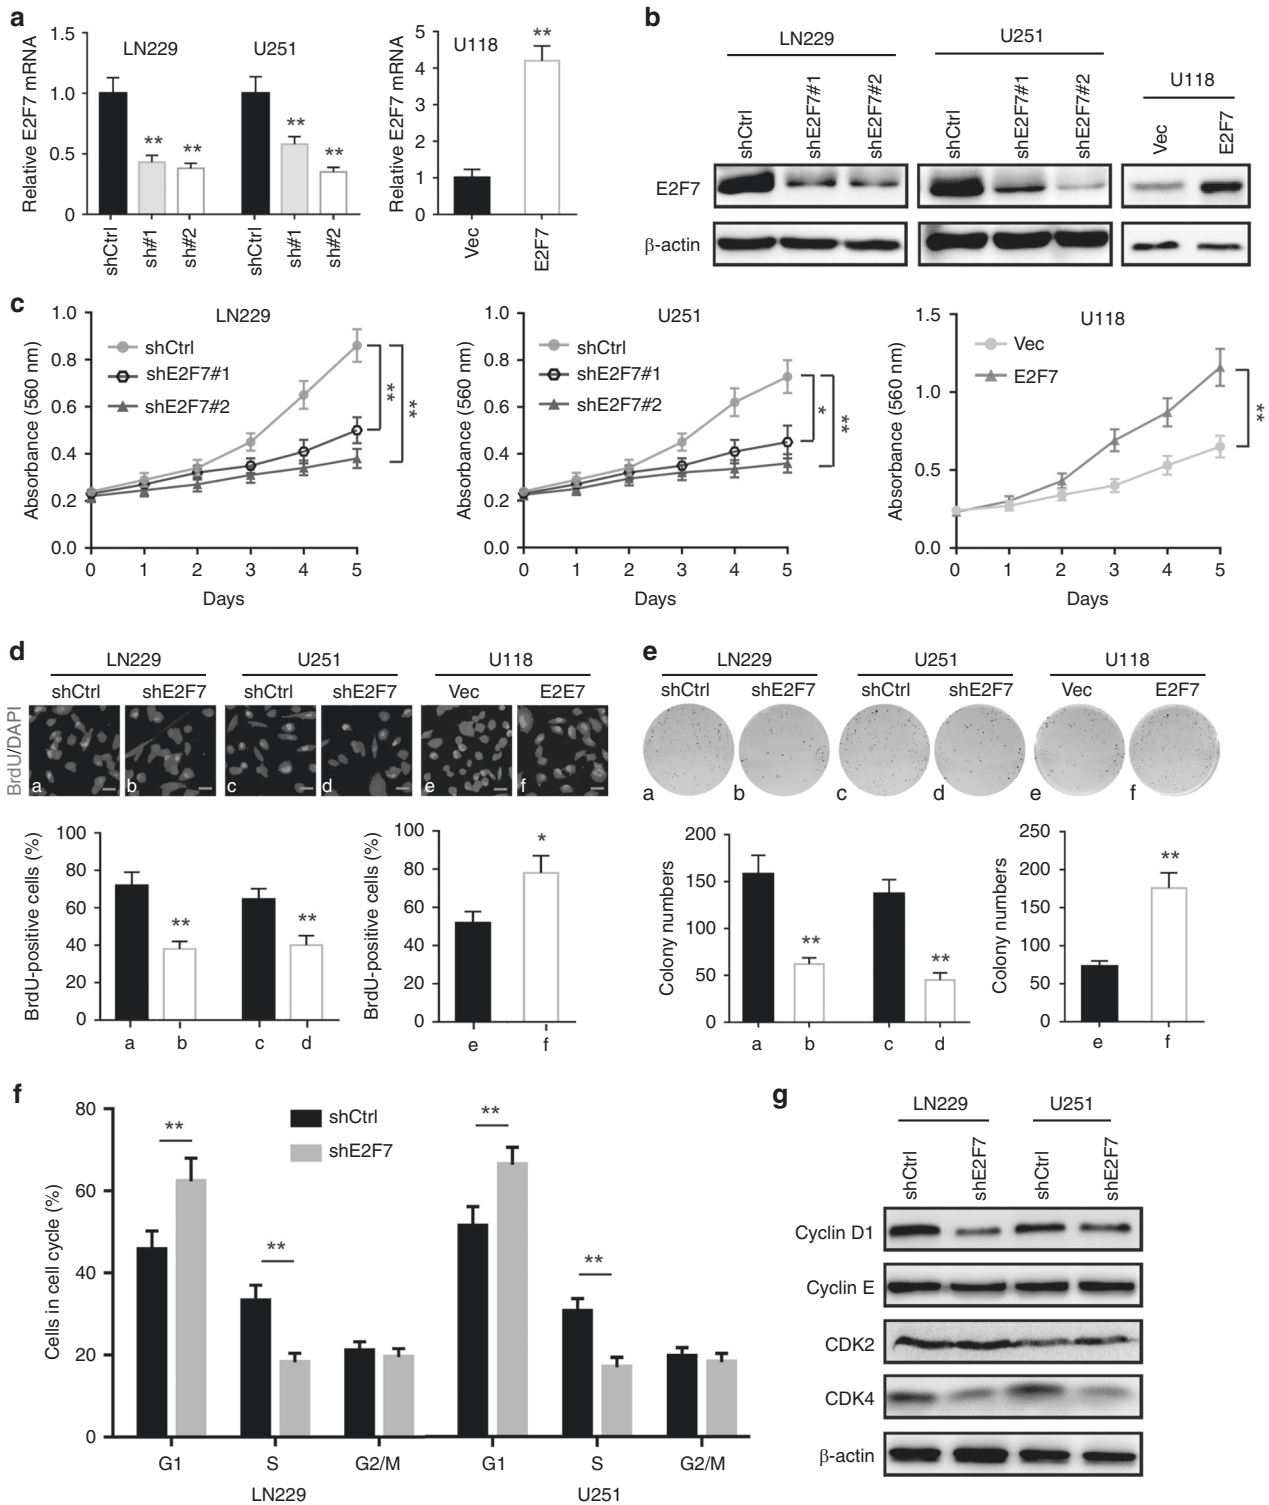 a
Relative E2F7 mRNA
1.5
1.0
0.5
0
LN229
U251
**
**
**
**
shCtrl
sh#1
sh#2
shCtrl
sh#1
sh#2
Relative E2F7 mRNA
5
4
3
2
1
0
U118
**
Vec
E2F7
b
LN229
U251
U118
shCtrl
shE2F7#1
shE2F7#2
shCtrl
shE2F7#1
shE2F7#2
Vec
E2F7
E2F7
β-actin
c
LN229
Absorbance (560 nm)
1.0
0.8
0.6
0.4
0.2
0.0
shCtrl
shE2F7#1
shE2F7#2
**
**
0 1 2 3 4 5
Days
U251
Absorbance (560 nm)
1.0
0.8
0.6
0.4
0.2
0.0
shCtrl
shE2F7#1
shE2F7#2
*
**
0 1 2 3 4 5
Days
U118
Absorbance (560 nm)
1.5
1.0
0.5
0.0
Vec
E2F7
**
0 1 2 3 4 5
Days
d
LN229 U251 U118
shCtrl shE2F7 shCtrl shE2F7 Vec E2E7
BrdU/DAPI
a b c d e f
BrdU-positive cells (%)
100
80
60
40
20
0
**
**
a b c d
BrdU-positive cells (%)
100
80
60
40
20
0
*
e f
e
LN229 U251 U118
shCtrl shE2F7 shCtrl shE2F7 Vec E2F7
a b c d e f
Colony numbers
200
150
100
50
0
**
**
a b c d
Colony numbers
250
200
150
100
50
0
**
e f
f
Cells in cell cycle (%)
80
60
40
20
0
shCtrl
shE2F7
**
**
**
**
G1 S G2/M G1 S G2/M
LN229 U251
g
LN229 U251
shCtrl
shE2F7
shCtrl
shE2F7
Cyclin D1
Cyclin E
CDK2
CDK4
β-actin